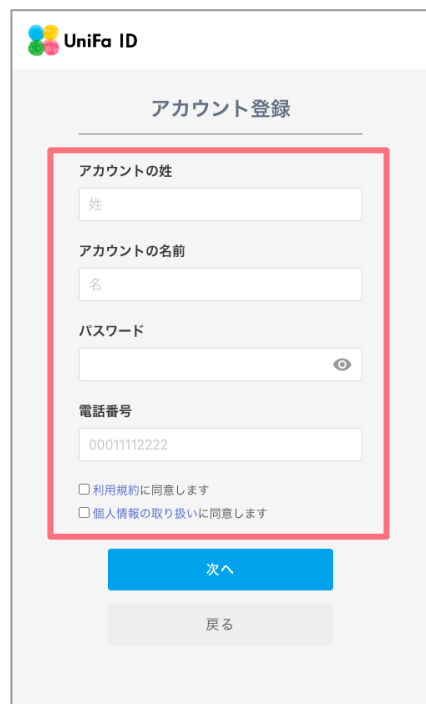 UniFa ID
アカウント登録
アカウントの姓
姓
アカウントの名前
名
パスワード
電話番号
00011112222
利用規約に同意します
個人情報の取り扱いに同意します
次へ
戻る